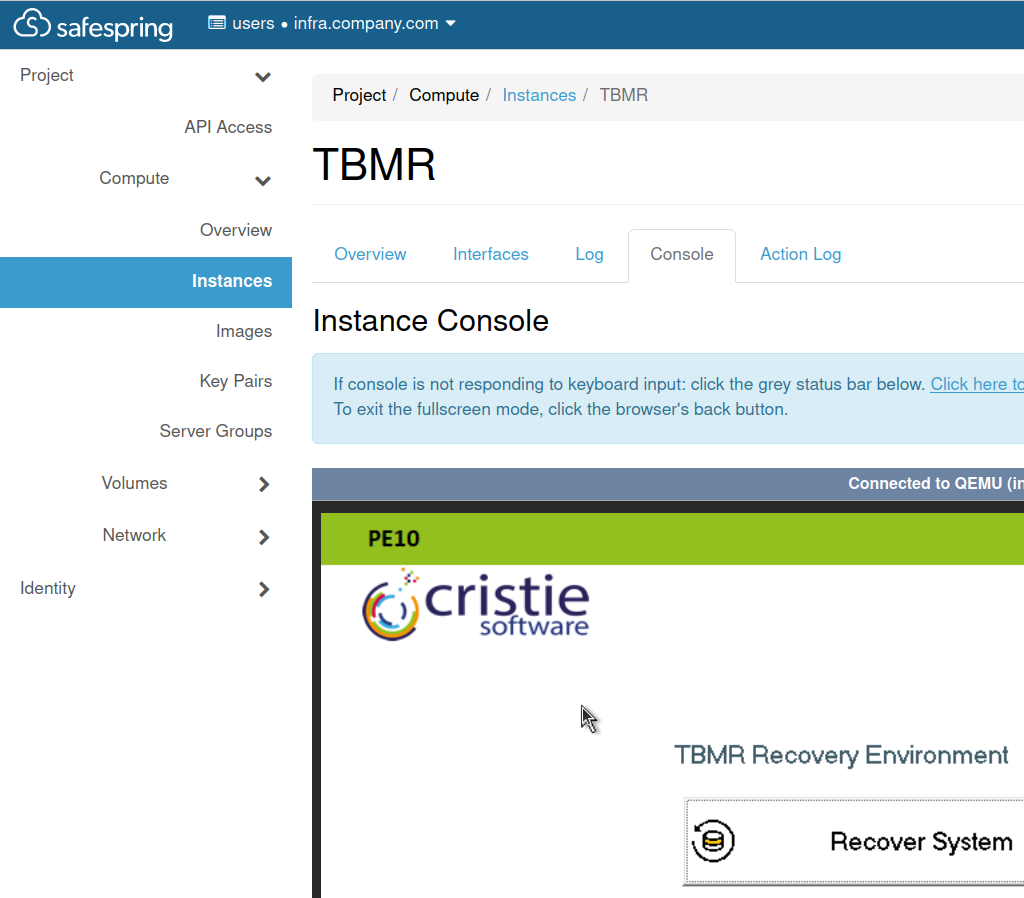 safespring
users • infra.company.com
Project
API Access
Compute
Overview
Instances
Images
Key Pairs
Server Groups
Volumes
Network
Identity
Project / Compute / Instances / TBMR
TBMR
Overview Interfaces Log Console Action Log
Instance Console
If console is not responding to keyboard input: click the grey status bar below. Click here to
To exit the fullscreen mode, click the browser's back button.
Connected to QEMU (in
PE10
cristie
software
TBMR Recovery Environment
Recover System